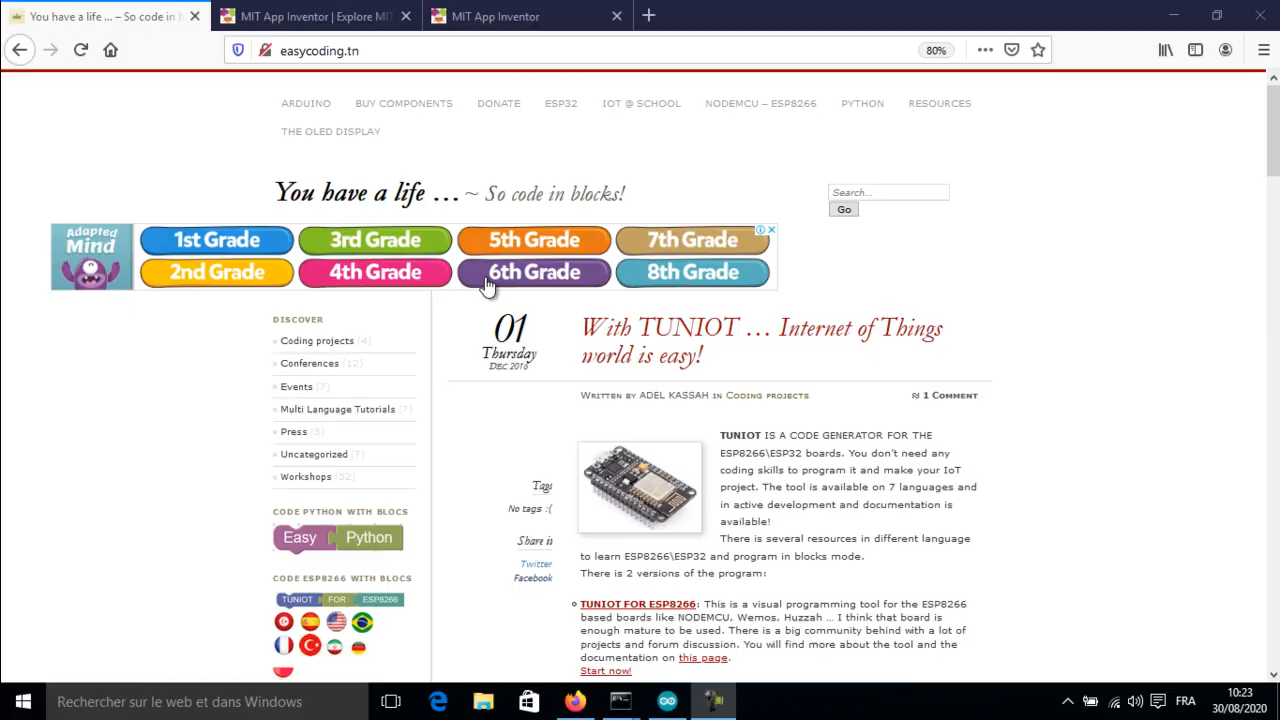 You have a life ... – So code in b
MIT App Inventor | Explore MIT
MIT App Inventor
easycoding.tn
80%
ARDUINO
BUY COMPONENTS
DONATE
ESP32
IOT @ SCHOOL
NODEMCU – ESP8266
PYTHON
RESOURCES
THE OLED DISPLAY
You have a life … ~ So code in blocks!
Search...
Go
Adapted
Mind
1st Grade
3rd Grade
5th Grade
7th Grade
2nd Grade
4th Grade
6th Grade
8th Grade
DISCOVER
Coding projects (4)
Conferences (12)
Events (7)
Multi Language Tutorials (7)
Press (5)
Uncategorized (7)
Workshops (52)
CODE PYTHON WITH BLOCS
Easy Python
CODE ESP8266 WITH BLOCS
TUNIOT FOR ESP8266
01
Thursday
DEC 2016
With TUNIOT … Internet of Things
world is easy!
WRITTEN BY ADEL KASSAH IN CODING PROJECTS
≈ 1 COMMENT
Tags
No tags :(
Share it
Twitter
Facebook
TUNIOT IS A CODE GENERATOR FOR THE
ESP8266\ESP32 boards. You don't need any
coding skills to program it and make your IoT
project. The tool is available on 7 languages and
in active development and documentation is
available!
There is several resources in different language
to learn ESP8266\ESP32 and program in blocks mode.
There is 2 versions of the program:
TUNIOT FOR ESP8266: This is a visual programming tool for the ESP8266
based boards like NODEMCU, Wemos, Huzzah … I think that board is
enough mature to be used. There is a big community behind with a lot of
projects and forum discussion. You will find more about the tool and the
documentation on this page.
Start now!
Rechercher sur le web et dans Windows
FRA
10:23
30/08/2020